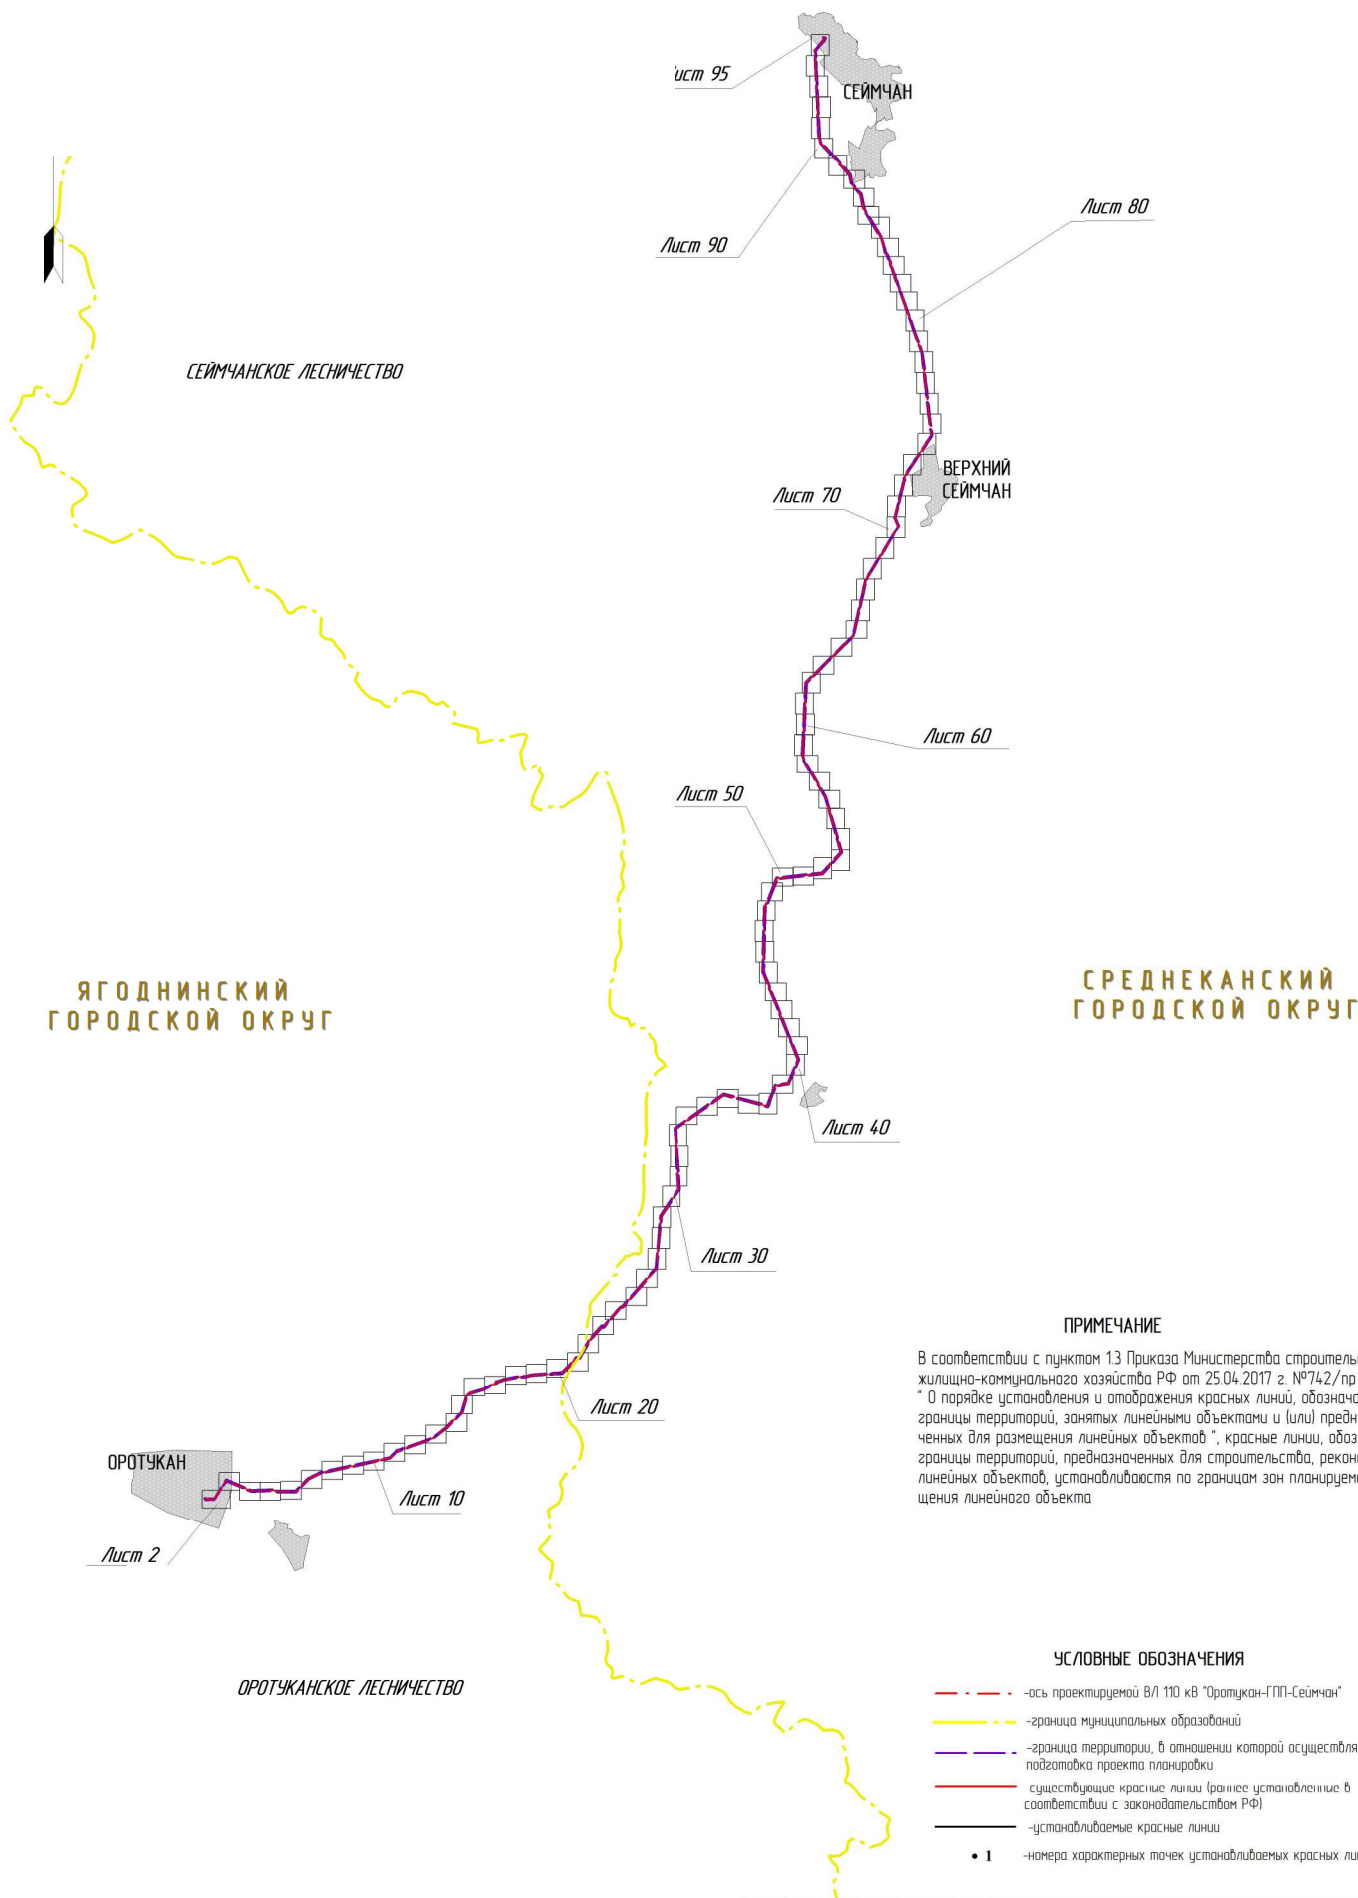 Лист 95
СЕЙМЧАН
Лист 80
Лист 90
СЕЙМЧАНСКОЕ ЛЕСНИЧЕСТВО
ВЕРХНИЙ
СЕЙМЧАН
Лист 70
Лист 60
Лист 50
ЯГОДНИНСКИЙ
ГОРОДСКОЙ ОКРУГ
СРЕДНЕКАНСКИЙ
ГОРОДСКОЙ ОКРУГ
Лист 40
Лист 30
ПРИМЕЧАНИЕ
В соответствии с пунктом 1.3 Приказа Министерства строитель
жилищно-коммунального хозяйства РФ от 25.04.2017 г. №742/пр
" О порядке установления и отображения красных линий, обознача
границы территорий, занятых линейными объектами и (или) предн
ченных для размещения линейных объектов ", красные линии, обоз
границы территорий, предназначенных для строительства, рекон
линейных объектов, устанавливаюстя по границам зон планируем
щения линейного объекта
Лист 20
ОРОТУКАН
Лист 10
Лист 2
ОРОТУКАНСКОЕ ЛЕСНИЧЕСТВО
УСЛОВНЫЕ ОБОЗНАЧЕНИЯ
-ось проектируемой ВЛ 110 кВ "Оротукан-ГПП-Сеймчан"
-граница муниципальных образований
-граница территории, в отношении которой осуществля
подготовка проекта планировки
существующие красные линии (раннее установленные в
соответствии с законодательством РФ)
-устанавливаемые красные линии
• 1 -номера характерных точек устанавливаемых красных ли